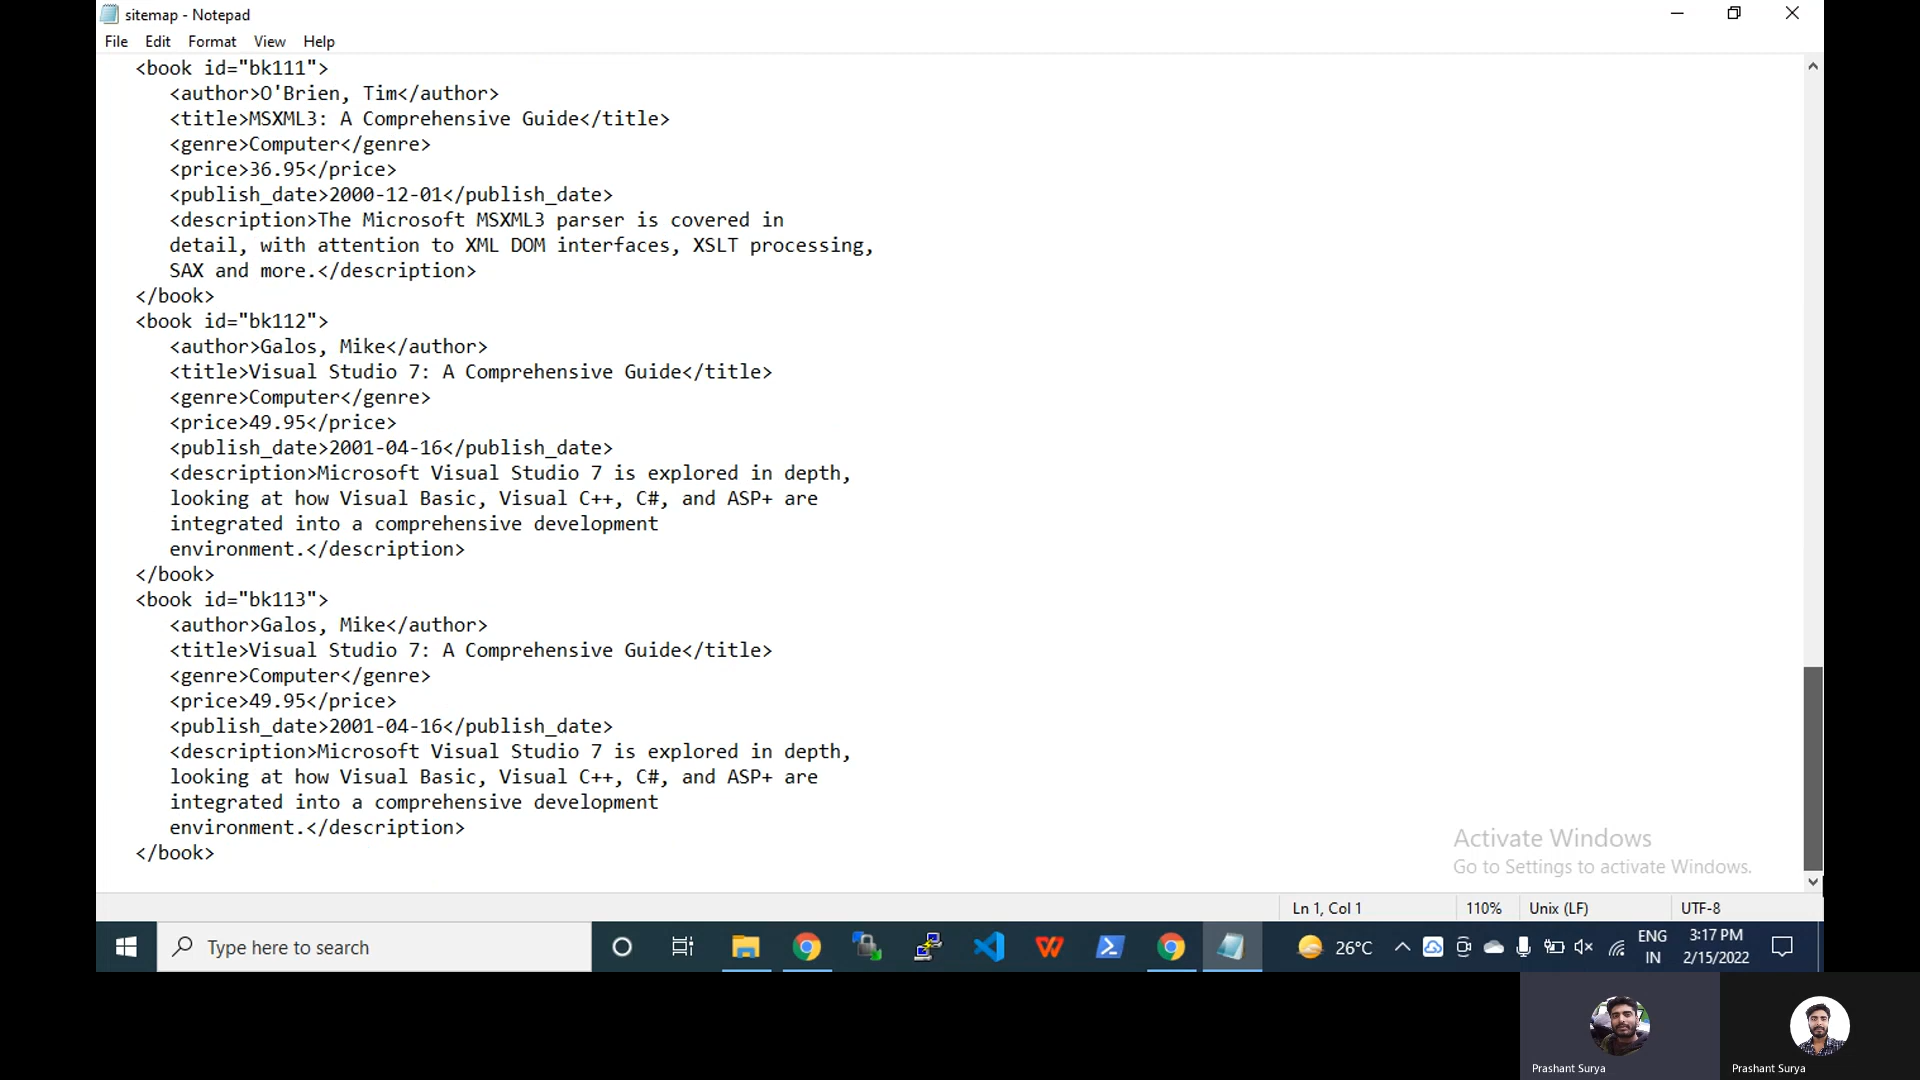 sitemap - Notepad
File Edit Format View Help
<book id="bk111">
<author>O'Brien, Tim</author>
<title>MSXML3: A Comprehensive Guide</title>
<genre>Computer</genre>
<price>36.95</price>
<publish_date>2000-12-01</publish_date>
<description>The Microsoft MSXML3 parser is covered in
detail, with attention to XML DOM interfaces, XSLT processing,
SAX and more.</description>
</book>
<book id="bk112">
<author>Galos, Mike</author>
<title>Visual Studio 7: A Comprehensive Guide</title>
<genre>Computer</genre>
<price>49.95</price>
<publish_date>2001-04-16</publish_date>
<description>Microsoft Visual Studio 7 is explored in depth,
looking at how Visual Basic, Visual C++, C#, and ASP+ are
integrated into a comprehensive development
environment.</description>
</book>
<book id="bk113">
<author>Galos, Mike</author>
<title>Visual Studio 7: A Comprehensive Guide</title>
<genre>Computer</genre>
<price>49.95</price>
<publish_date>2001-04-16</publish_date>
<description>Microsoft Visual Studio 7 is explored in depth,
looking at how Visual Basic, Visual C++, C#, and ASP+ are
integrated into a comprehensive development
environment.</description>
</book>
Activate Windows
Go to Settings to activate Windows.
Ln 1, Col 1 110% Unix (LF) UTF-8
Type here to search
26°C
ENG
IN
3:17 PM
2/15/2022
Prashant Surya
Prashant Surya